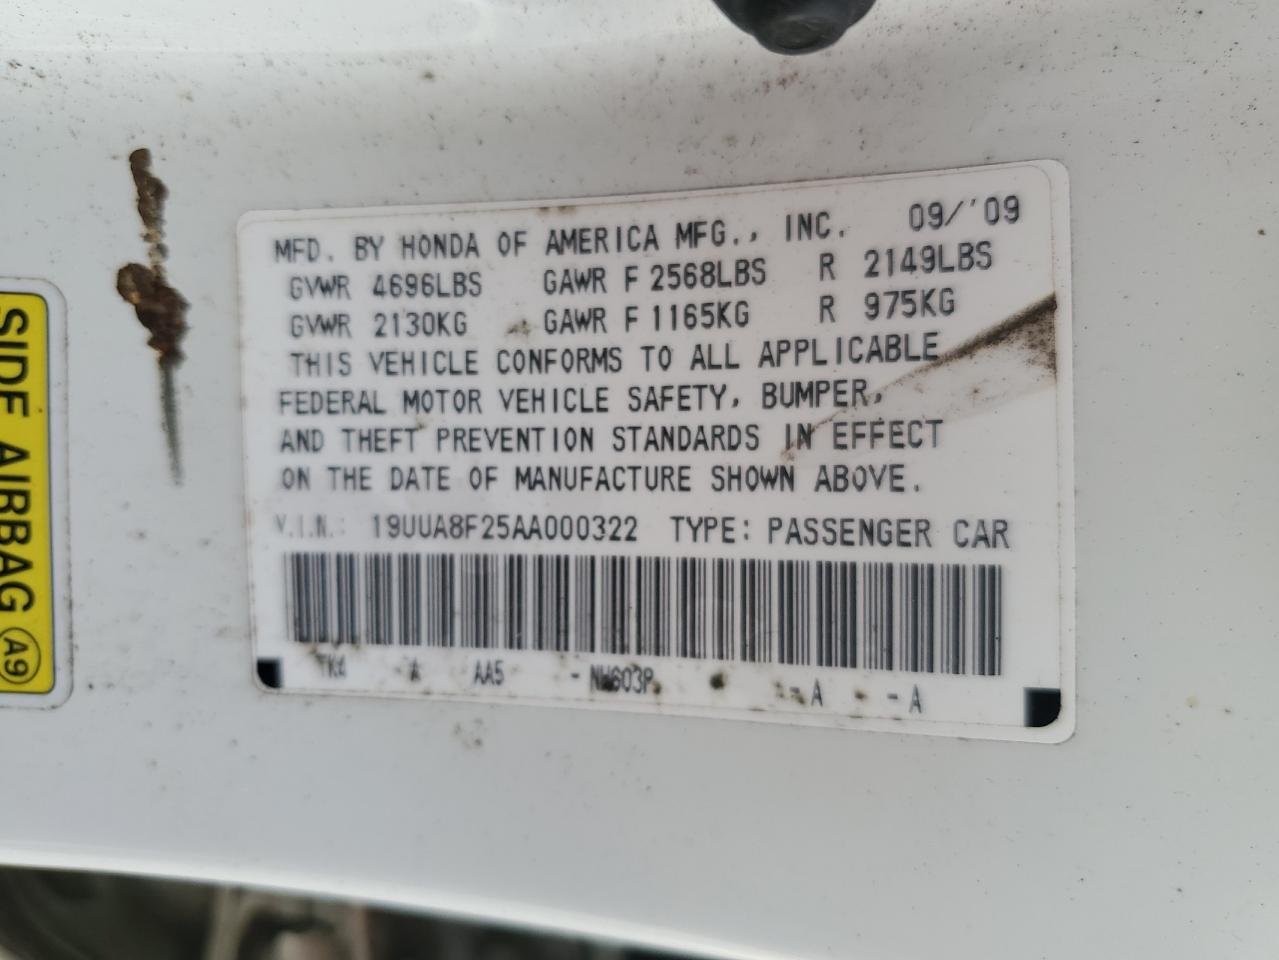 MFD. BY HONDA OF AMERICA MFG., INC. 09/'09
GVWR 4696LBS GAWR F 2568LBS R 2149LBS
GVWR 2130KG GAWR F 1165KG R 975KG
THIS VEHICLE CONFORMS TO ALL APPLICABLE
FEDERAL MOTOR VEHICLE SAFETY, BUMPER,
AND THEFT PREVENTION STANDARDS IN EFFECT
ON THE DATE OF MANUFACTURE SHOWN ABOVE.
V.I.N.: 19UUA8F25AA000322 TYPE: PASSENGER CAR
TK4 - A AA5 - NH603P - A - A
SIDE AIRBAG A9